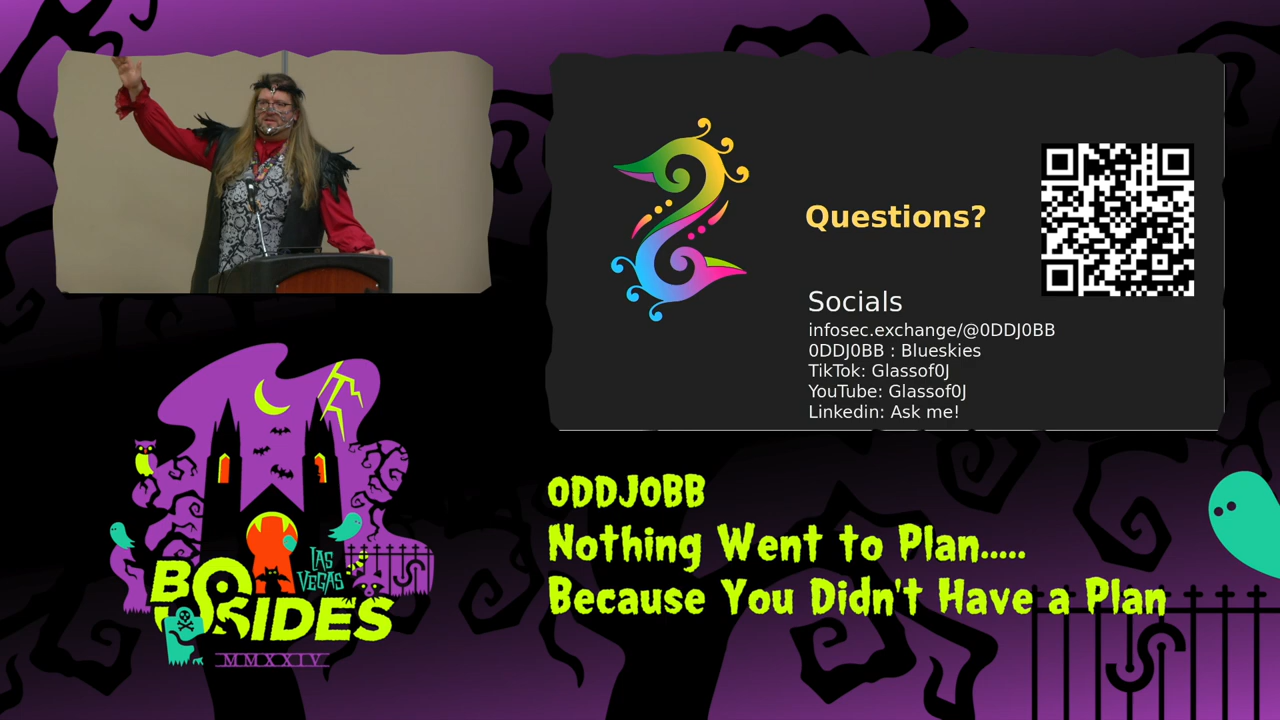 Questions?
Socials
infosec.exchange/@0DDJ0BB
0DDJ0BB : Blueskies
TikTok: Glassof0J
YouTube: Glassof0J
Linkedin: Ask me!
ODDJOBB
Nothing Went to Plan.....
Because You Didn't Have a Plan
LAS
VEGAS
BSIDES
MMXXIV